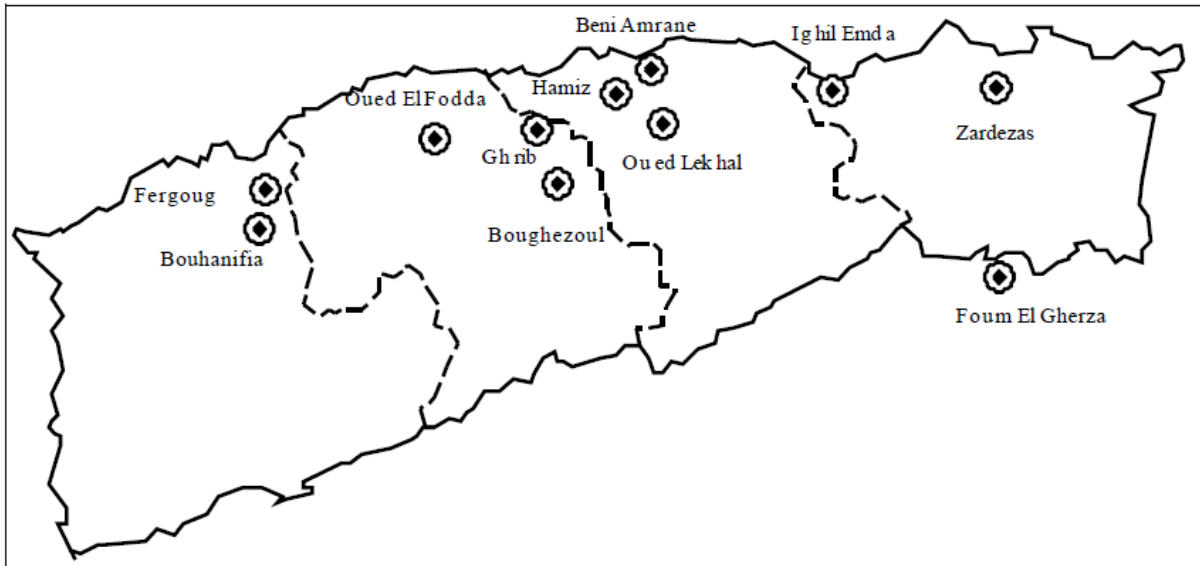 Beni Amrane
Ighil Emda
Hamiz
Oued El Fodda
Zardezas
Ghrib
Oued Lekhal
Fergoug
Boughezoul
Bouhanifia
Foum El Gherza